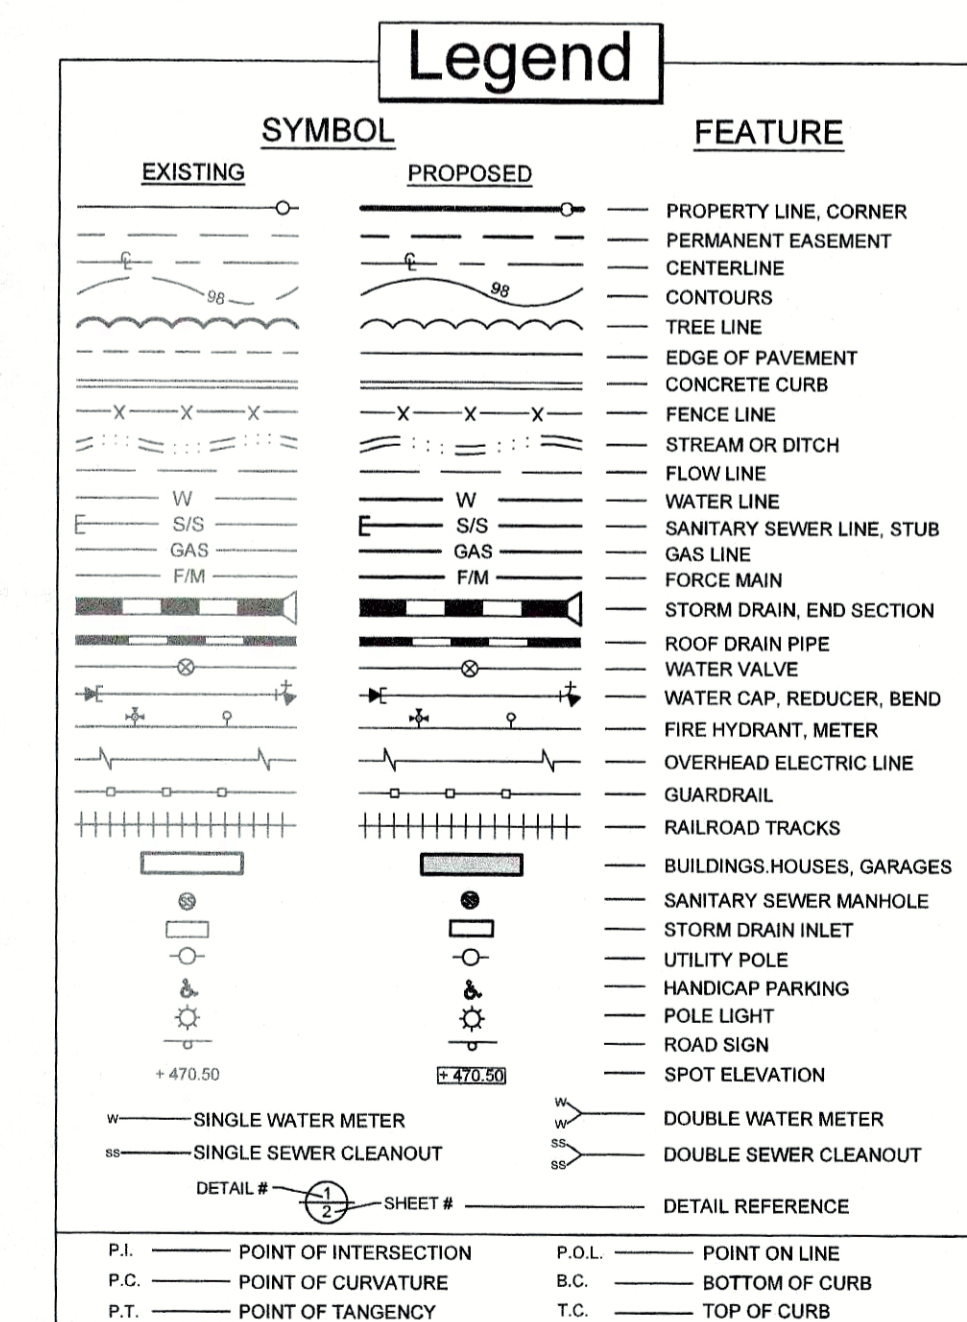 Legend
SYMBOL FEATURE
EXISTING PROPOSED
PROPERTY LINE, CORNER
PERMANENT EASEMENT
℄ ℄ CENTERLINE
98 98 CONTOURS
TREE LINE
EDGE OF PAVEMENT
CONCRETE CURB
X X X X X X FENCE LINE
STREAM OR DITCH
FLOW LINE
W W WATER LINE
S/S S/S SANITARY SEWER LINE, STUB
GAS GAS GAS LINE
F/M F/M FORCE MAIN
STORM DRAIN, END SECTION
ROOF DRAIN PIPE
WATER VALVE
WATER CAP, REDUCER, BEND
FIRE HYDRANT, METER
OVERHEAD ELECTRIC LINE
GUARDRAIL
RAILROAD TRACKS
BUILDINGS.HOUSES, GARAGES
SS SS SANITARY SEWER MANHOLE
STORM DRAIN INLET
UTILITY POLE
HANDICAP PARKING
POLE LIGHT
ROAD SIGN
+ 470.50 + 470.50 SPOT ELEVATION
W SINGLE WATER METER W W DOUBLE WATER METER
SS SINGLE SEWER CLEANOUT SS SS DOUBLE SEWER CLEANOUT
DETAIL # 1 2 SHEET # DETAIL REFERENCE
P.I. POINT OF INTERSECTION P.O.L. POINT ON LINE
P.C. POINT OF CURVATURE B.C. BOTTOM OF CURB
P.T. POINT OF TANGENCY T.C. TOP OF CURB